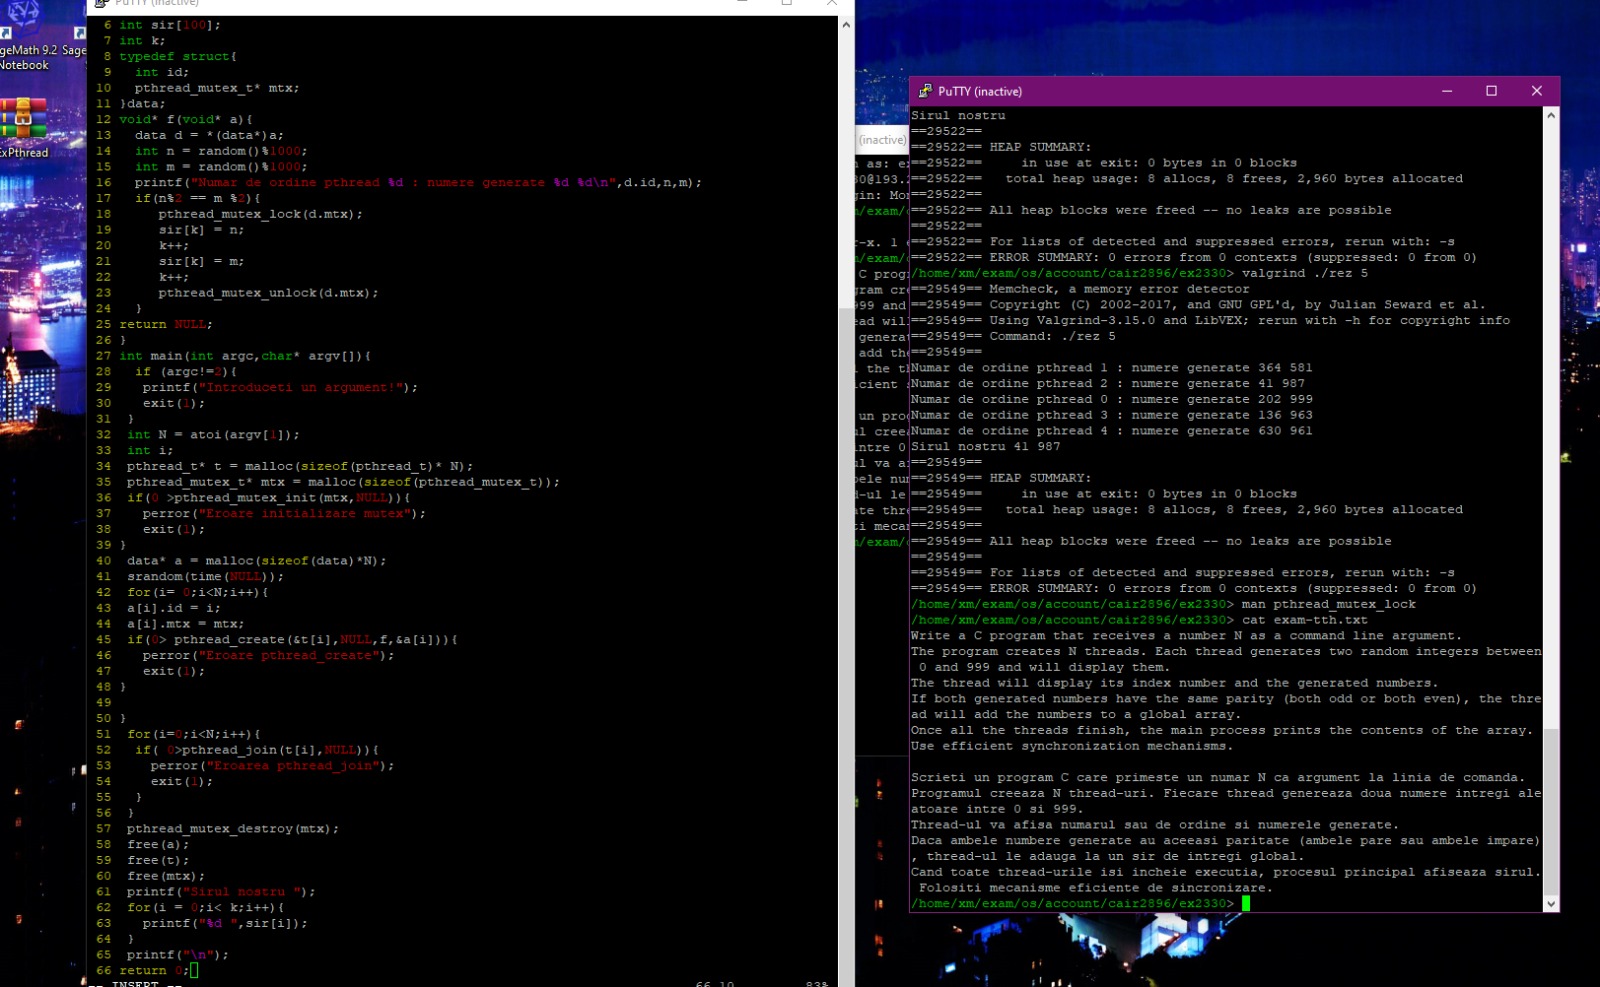 PuTTY (inactive)
geMath 9.2 Sage
Notebook
ExPthread
6 int sir[100];
7 int k;
8 typedef struct{
9 int id;
10 pthread_mutex_t* mtx;
11 }data;
12 void* f(void* a){
13 data d = *(data*)a;
14 int n = random()%1000;
15 int m = random()%1000;
16 printf("Numar de ordine pthread %d : numere generate %d %d\n",d.id,n,m);
17 if(n%2 == m %2){
18 pthread_mutex_lock(d.mtx);
19 sir[k] = n;
20 k++;
21 sir[k] = m;
22 k++;
23 pthread_mutex_unlock(d.mtx);
24 }
25 return NULL;
26 }
27 int main(int argc,char* argv[]){
28 if (argc!=2){
29 printf("Introduceti un argument!");
30 exit(1);
31 }
32 int N = atoi(argv[1]);
33 int i;
34 pthread_t* t = malloc(sizeof(pthread_t)* N);
35 pthread_mutex_t* mtx = malloc(sizeof(pthread_mutex_t));
36 if(0 >pthread_mutex_init(mtx,NULL)){
37 perror("Eroare initializare mutex");
38 exit(1);
39 }
40 data* a = malloc(sizeof(data)*N);
41 srandom(time(NULL));
42 for(i= 0;i<N;i++){
43 a[i].id = i;
44 a[i].mtx = mtx;
45 if(0> pthread_create(&t[i],NULL,f,&a[i])){
46 perror("Eroare pthread_create");
47 exit(1);
48 }
49
50 }
51 for(i=0;i<N;i++){
52 if( 0>pthread_join(t[i],NULL)){
53 perror("Eroarea pthread_join");
54 exit(1);
55 }
56 }
57 pthread_mutex_destroy(mtx);
58 free(a);
59 free(t);
60 free(mtx);
61 printf("Sirul nostru ");
62 for(i = 0;i< k;i++){
63 printf("%d ",sir[i]);
64 }
65 printf("\n");
66 return 0;
-- INSERT -- 66,10 83%
(inactive)
PuTTY (inactive)
Sirul nostru
==29522==
==29522== HEAP SUMMARY:
==29522== in use at exit: 0 bytes in 0 blocks
==29522== total heap usage: 8 allocs, 8 frees, 2,960 bytes allocated
==29522==
==29522== All heap blocks were freed -- no leaks are possible
==29522==
==29522== For lists of detected and suppressed errors, rerun with: -s
==29522== ERROR SUMMARY: 0 errors from 0 contexts (suppressed: 0 from 0)
/home/xm/exam/os/account/cair2896/ex2330> valgrind ./rez 5
==29549== Memcheck, a memory error detector
==29549== Copyright (C) 2002-2017, and GNU GPL'd, by Julian Seward et al.
==29549== Using Valgrind-3.15.0 and LibVEX; rerun with -h for copyright info
==29549== Command: ./rez 5
==29549==
Numar de ordine pthread 1 : numere generate 364 581
Numar de ordine pthread 2 : numere generate 41 987
Numar de ordine pthread 0 : numere generate 202 999
Numar de ordine pthread 3 : numere generate 136 963
Numar de ordine pthread 4 : numere generate 630 961
Sirul nostru 41 987
==29549==
==29549== HEAP SUMMARY:
==29549== in use at exit: 0 bytes in 0 blocks
==29549== total heap usage: 8 allocs, 8 frees, 2,960 bytes allocated
==29549==
==29549== All heap blocks were freed -- no leaks are possible
==29549==
==29549== For lists of detected and suppressed errors, rerun with: -s
==29549== ERROR SUMMARY: 0 errors from 0 contexts (suppressed: 0 from 0)
/home/xm/exam/os/account/cair2896/ex2330> man pthread_mutex_lock
/home/xm/exam/os/account/cair2896/ex2330> cat exam-tth.txt
Write a C program that receives a number N as a command line argument.
The program creates N threads. Each thread generates two random integers between
0 and 999 and will display them.
The thread will display its index number and the generated numbers.
If both generated numbers have the same parity (both odd or both even), the thre
ad will add the numbers to a global array.
Once all the threads finish, the main process prints the contents of the array.
Use efficient synchronization mechanisms.
Scrieti un program C care primeste un numar N ca argument la linia de comanda.
Programul creeaza N thread-uri. Fiecare thread genereaza doua numere intregi ale
atoare intre 0 si 999.
Thread-ul va afisa numarul sau de ordine si numerele generate.
Daca ambele numbere generate au aceeasi paritate (ambele pare sau ambele impare)
, thread-ul le adauga la un sir de intregi global.
Cand toate thread-urile isi incheie executia, procesul principal afiseaza sirul.
Folositi mecanisme eficiente de sincronizare.
/home/xm/exam/os/account/cair2896/ex2330>